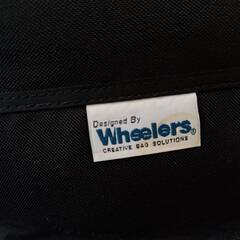 Designed By
Wheelers®
CREATIVE BAG SOLUTIONS